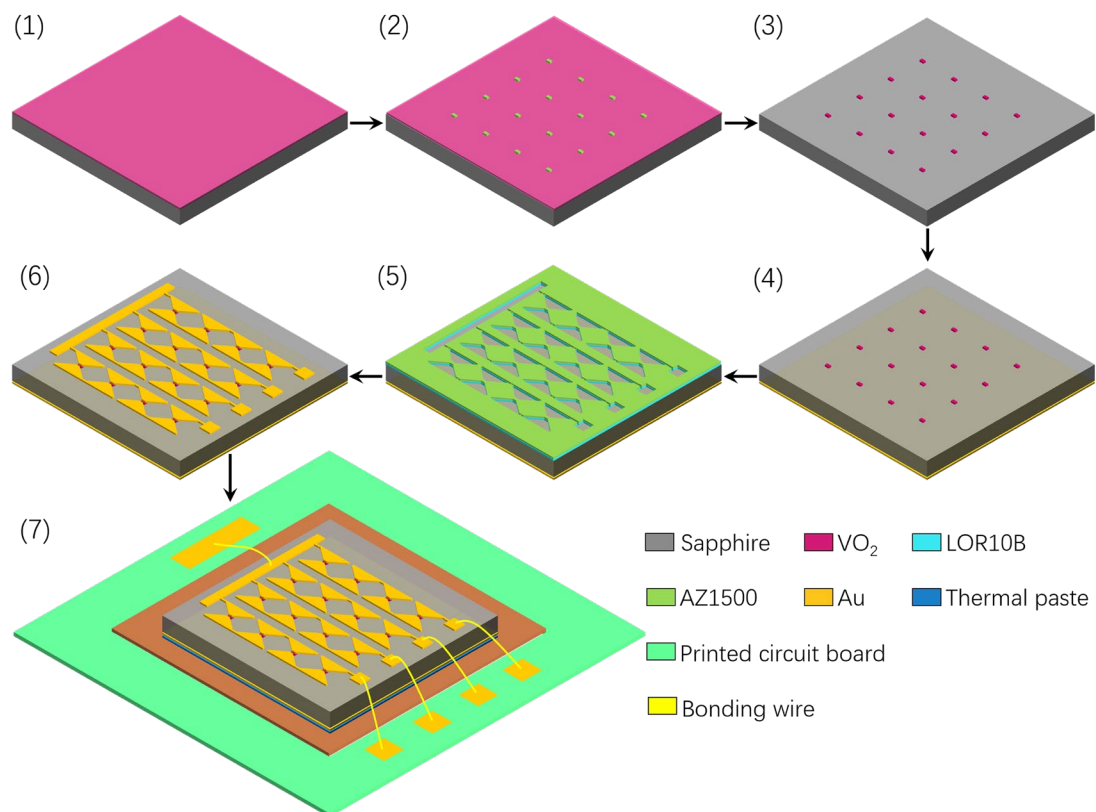 (1)
(2)
(3)
(6)
(5)
(4)
(7)
Sapphire
VO₂
LOR10B
AZ1500
Au
Thermal paste
Printed circuit board
Bonding wire